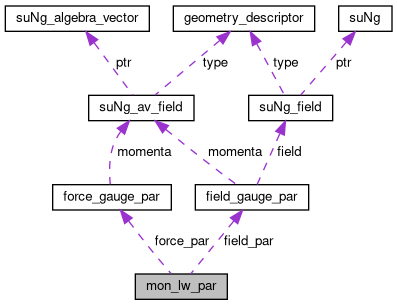 suNg_algebra_vector
geometry_descriptor
suNg
ptr
type
type
ptr
suNg_av_field
suNg_field
momenta
momenta
field
force_gauge_par
field_gauge_par
force_par
field_par
mon_lw_par